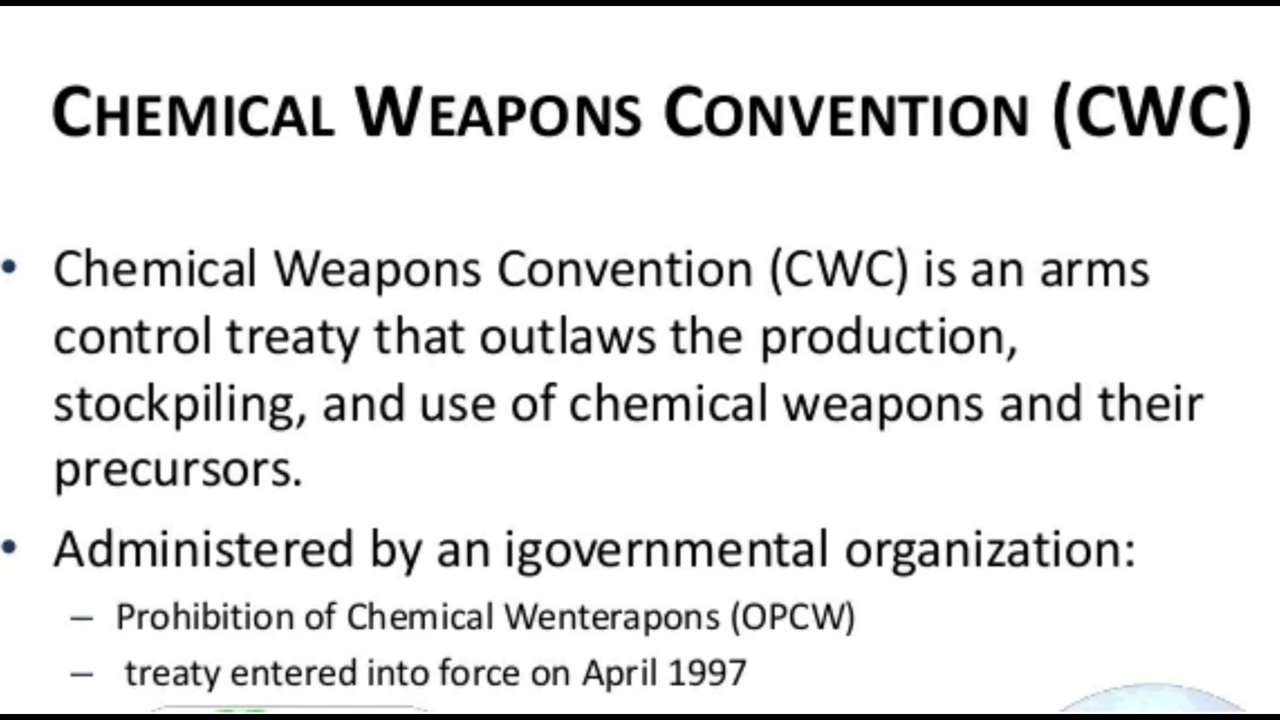 CHEMICAL WEAPONS CONVENTION (CWC)
• Chemical Weapons Convention (CWC) is an arms
control treaty that outlaws the production,
stockpiling, and use of chemical weapons and their
precursors.
• Administered by an igovernmental organization:
– Prohibition of Chemical Wenterapons (OPCW)
– treaty entered into force on April 1997